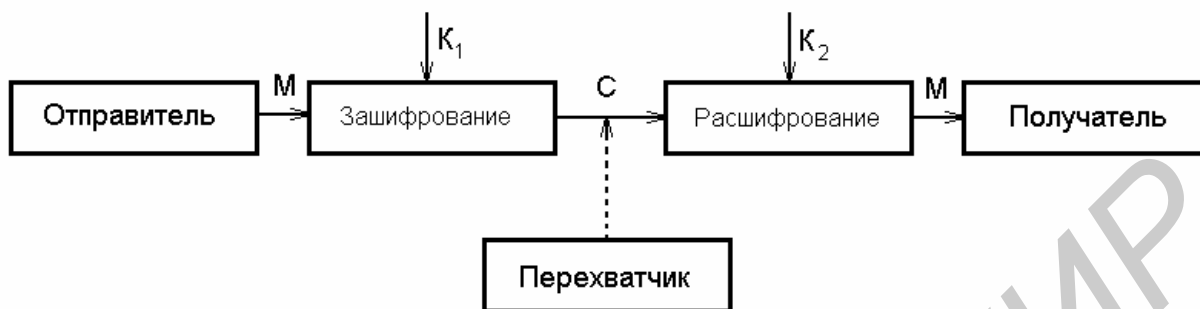 K₁
K₂
М
С
М
Отправитель
Зашифрование
Расшифрование
Получатель
Перехватчик